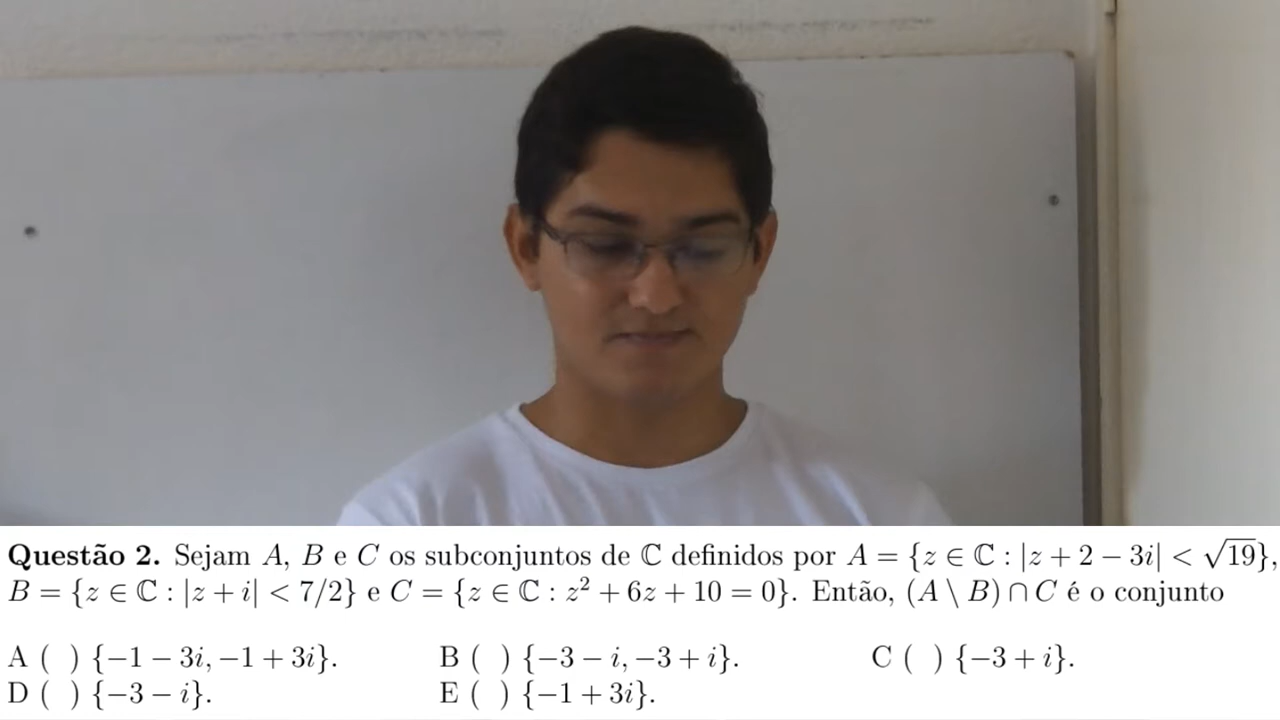 Questão 2. Sejam A, B e C os subconjuntos de ℂ definidos por A = {z ∈ ℂ : |z + 2 − 3i| < √19},
B = {z ∈ ℂ : |z + i| < 7/2} e C = {z ∈ ℂ : z² + 6z + 10 = 0}. Então, (A \ B) ∩ C é o conjunto
A ( ) {−1 − 3i, −1 + 3i}. B ( ) {−3 − i, −3 + i}. C ( ) {−3 + i}.
D ( ) {−3 − i}. E ( ) {−1 + 3i}.